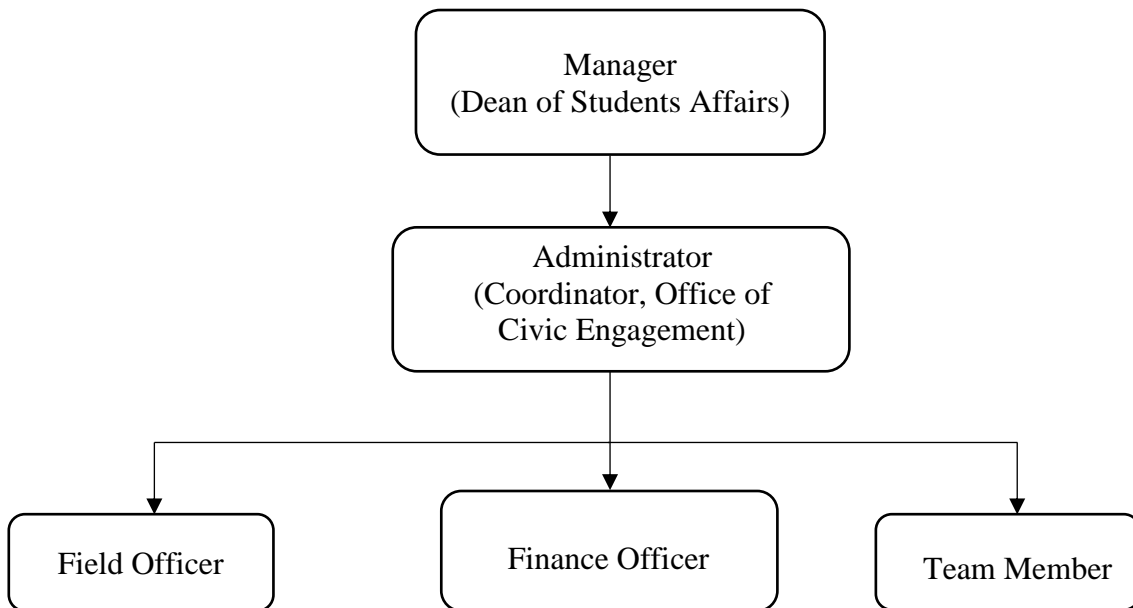 Manager
(Dean of Students Affairs)
Administrator
(Coordinator, Office of
Civic Engagement)
Field Officer
Finance Officer
Team Member